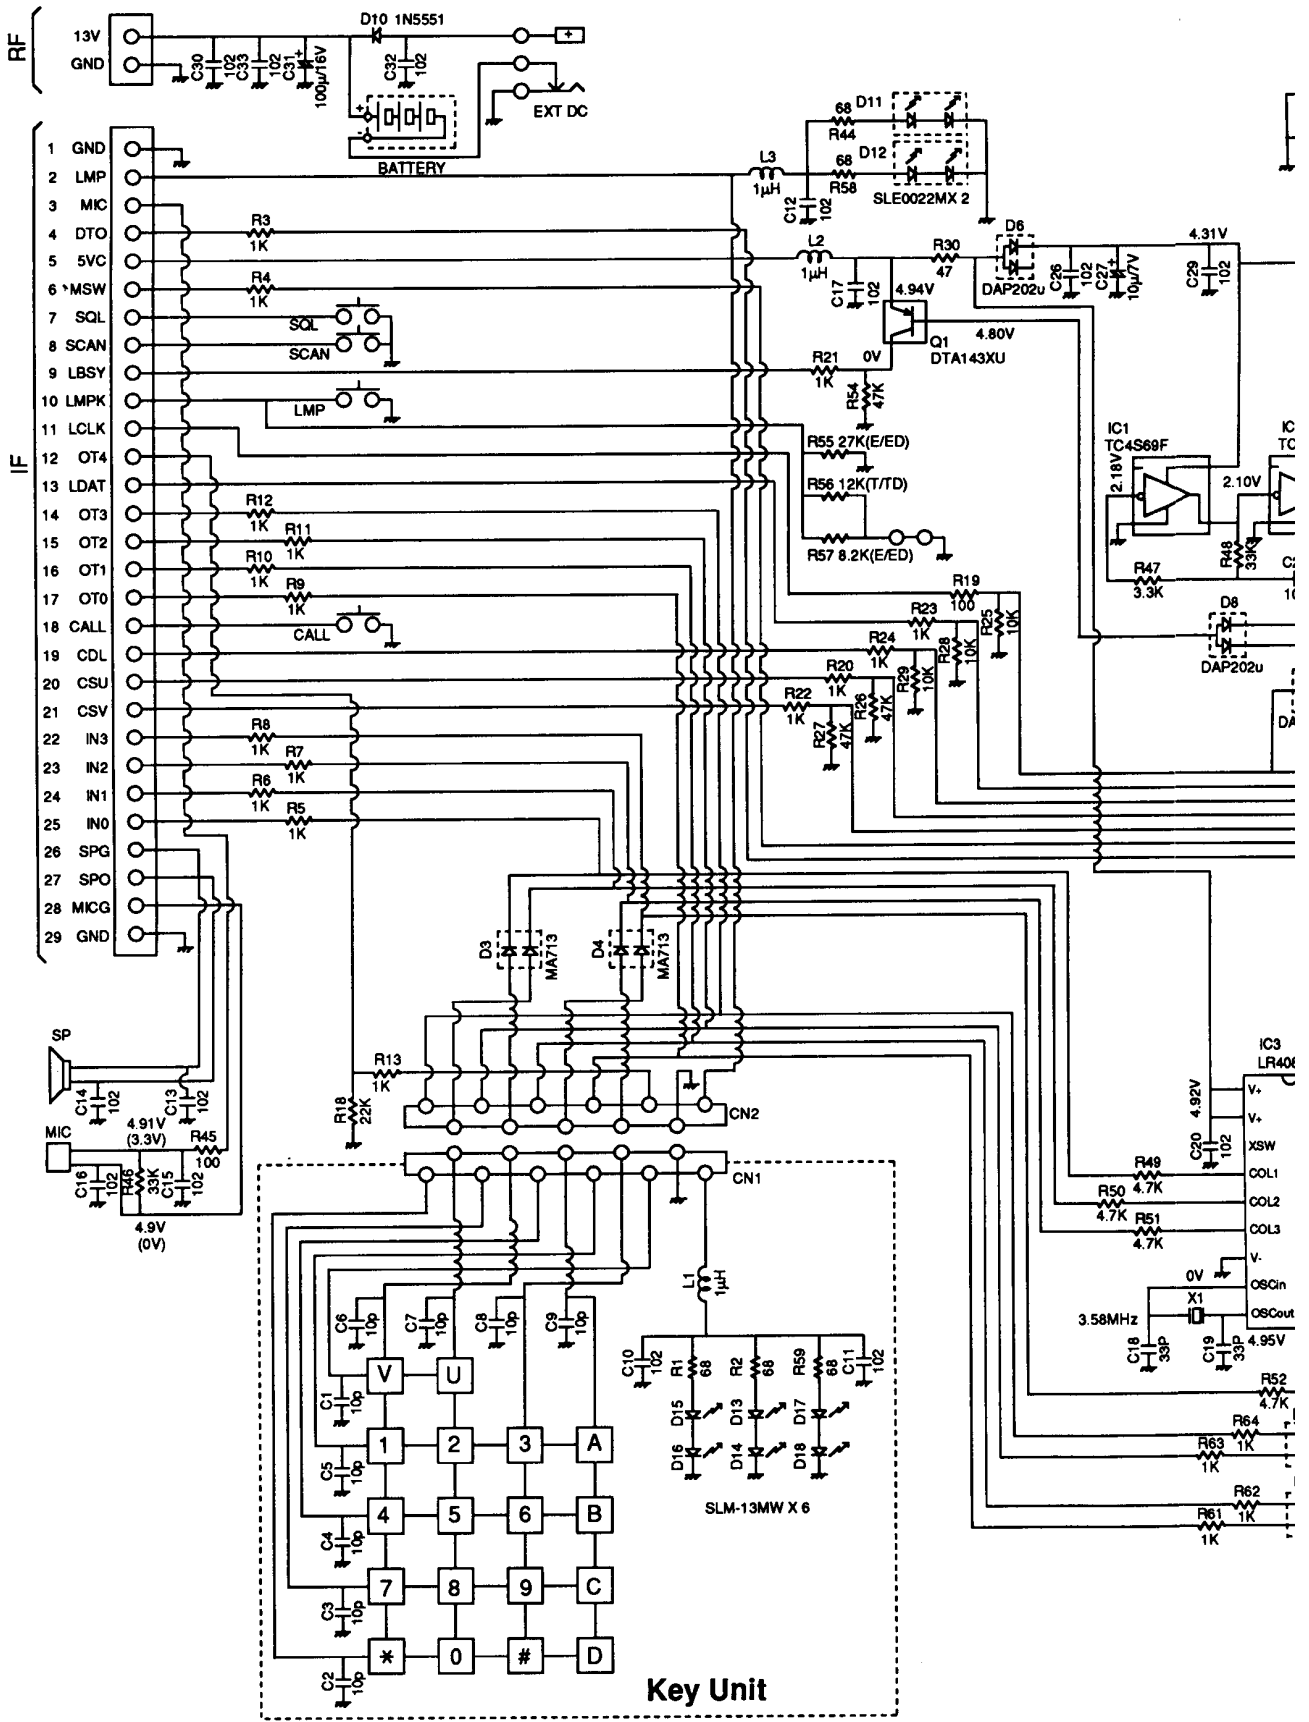 RF
13V
GND
C30 102
C33 102
C31 + 100µ/16V
D10 1N5551
C32 102
+
EXT DC
+
-
BATTERY
IF
1 GND
2 LMP
3 MIC
4 DTO
5 5VC
6 MSW
7 SQL
8 SCAN
9 LBSY
10 LMPK
11 LCLK
12 OT4
13 LDAT
14 OT3
15 OT2
16 OT1
17 OT0
18 CALL
19 CDL
20 CSU
21 CSV
22 IN3
23 IN2
24 IN1
25 IN0
26 SPG
27 SPO
28 MICG
29 GND
R3 1K
R4 1K
SQL
SCAN
LMP
R12 1K
R11 1K
R10 1K
R9 1K
CALL
R8 1K
R7 1K
R6 1K
R5 1K
L3 1µH
C12 102
68 R44
D11
68 R58
D12
SLE0022MX 2
L2 1µH
C17 102
R30 47
D6
DAP202u
C26 102
C27 + 10µ/7V
4.31V
C29 102
4.94V
4.80V
Q1
DTA143XU
R21 1K
0V
R54 47K
R55 27K(E/ED)
R56 12K(T/TD)
R57 8.2K(E/ED)
IC1
TC4S69F
2.18V
2.10V
IC
TC
R47 3.3K
R48 33K
C2
10
D8
DAP202u
DA
R19 100
R23 1K
R25 10K
R24 1K
R28 10K
R20 1K
R29 10K
R22 1K
R26 47K
R27 47K
D3
MA713
D4
MA713
SP
C14 102
C13 102
MIC
4.91V
(3.3V)
R45 100
C16 102
R46 33K
C15 102
4.9V
(0V)
R13 1K
R18 22K
CN2
CN1
IC3
LR408
4.92V
C20 102
V+
V+
XSW
COL1
COL2
COL3
V-
OSCin
OSCout
R49 4.7K
R50 4.7K
R51 4.7K
0V
X1
3.58MHz
C18 33P
C19 33P
4.95V
R52 4.7K
R64 1K
R63 1K
R62 1K
R61 1K
C6 10p
C7 10p
C8 10p
C9 10p
L1 1µH
C10 102
R1 68
R2 68
R59 68
C11 102
D15
D13
D17
D16
D14
D18
SLM-13MW X 6
V U
C1 10p
1 2 3 A
C5 10p
4 5 6 B
C4 10p
7 8 9 C
C3 10p
* 0 # D
C2 10p
Key Unit